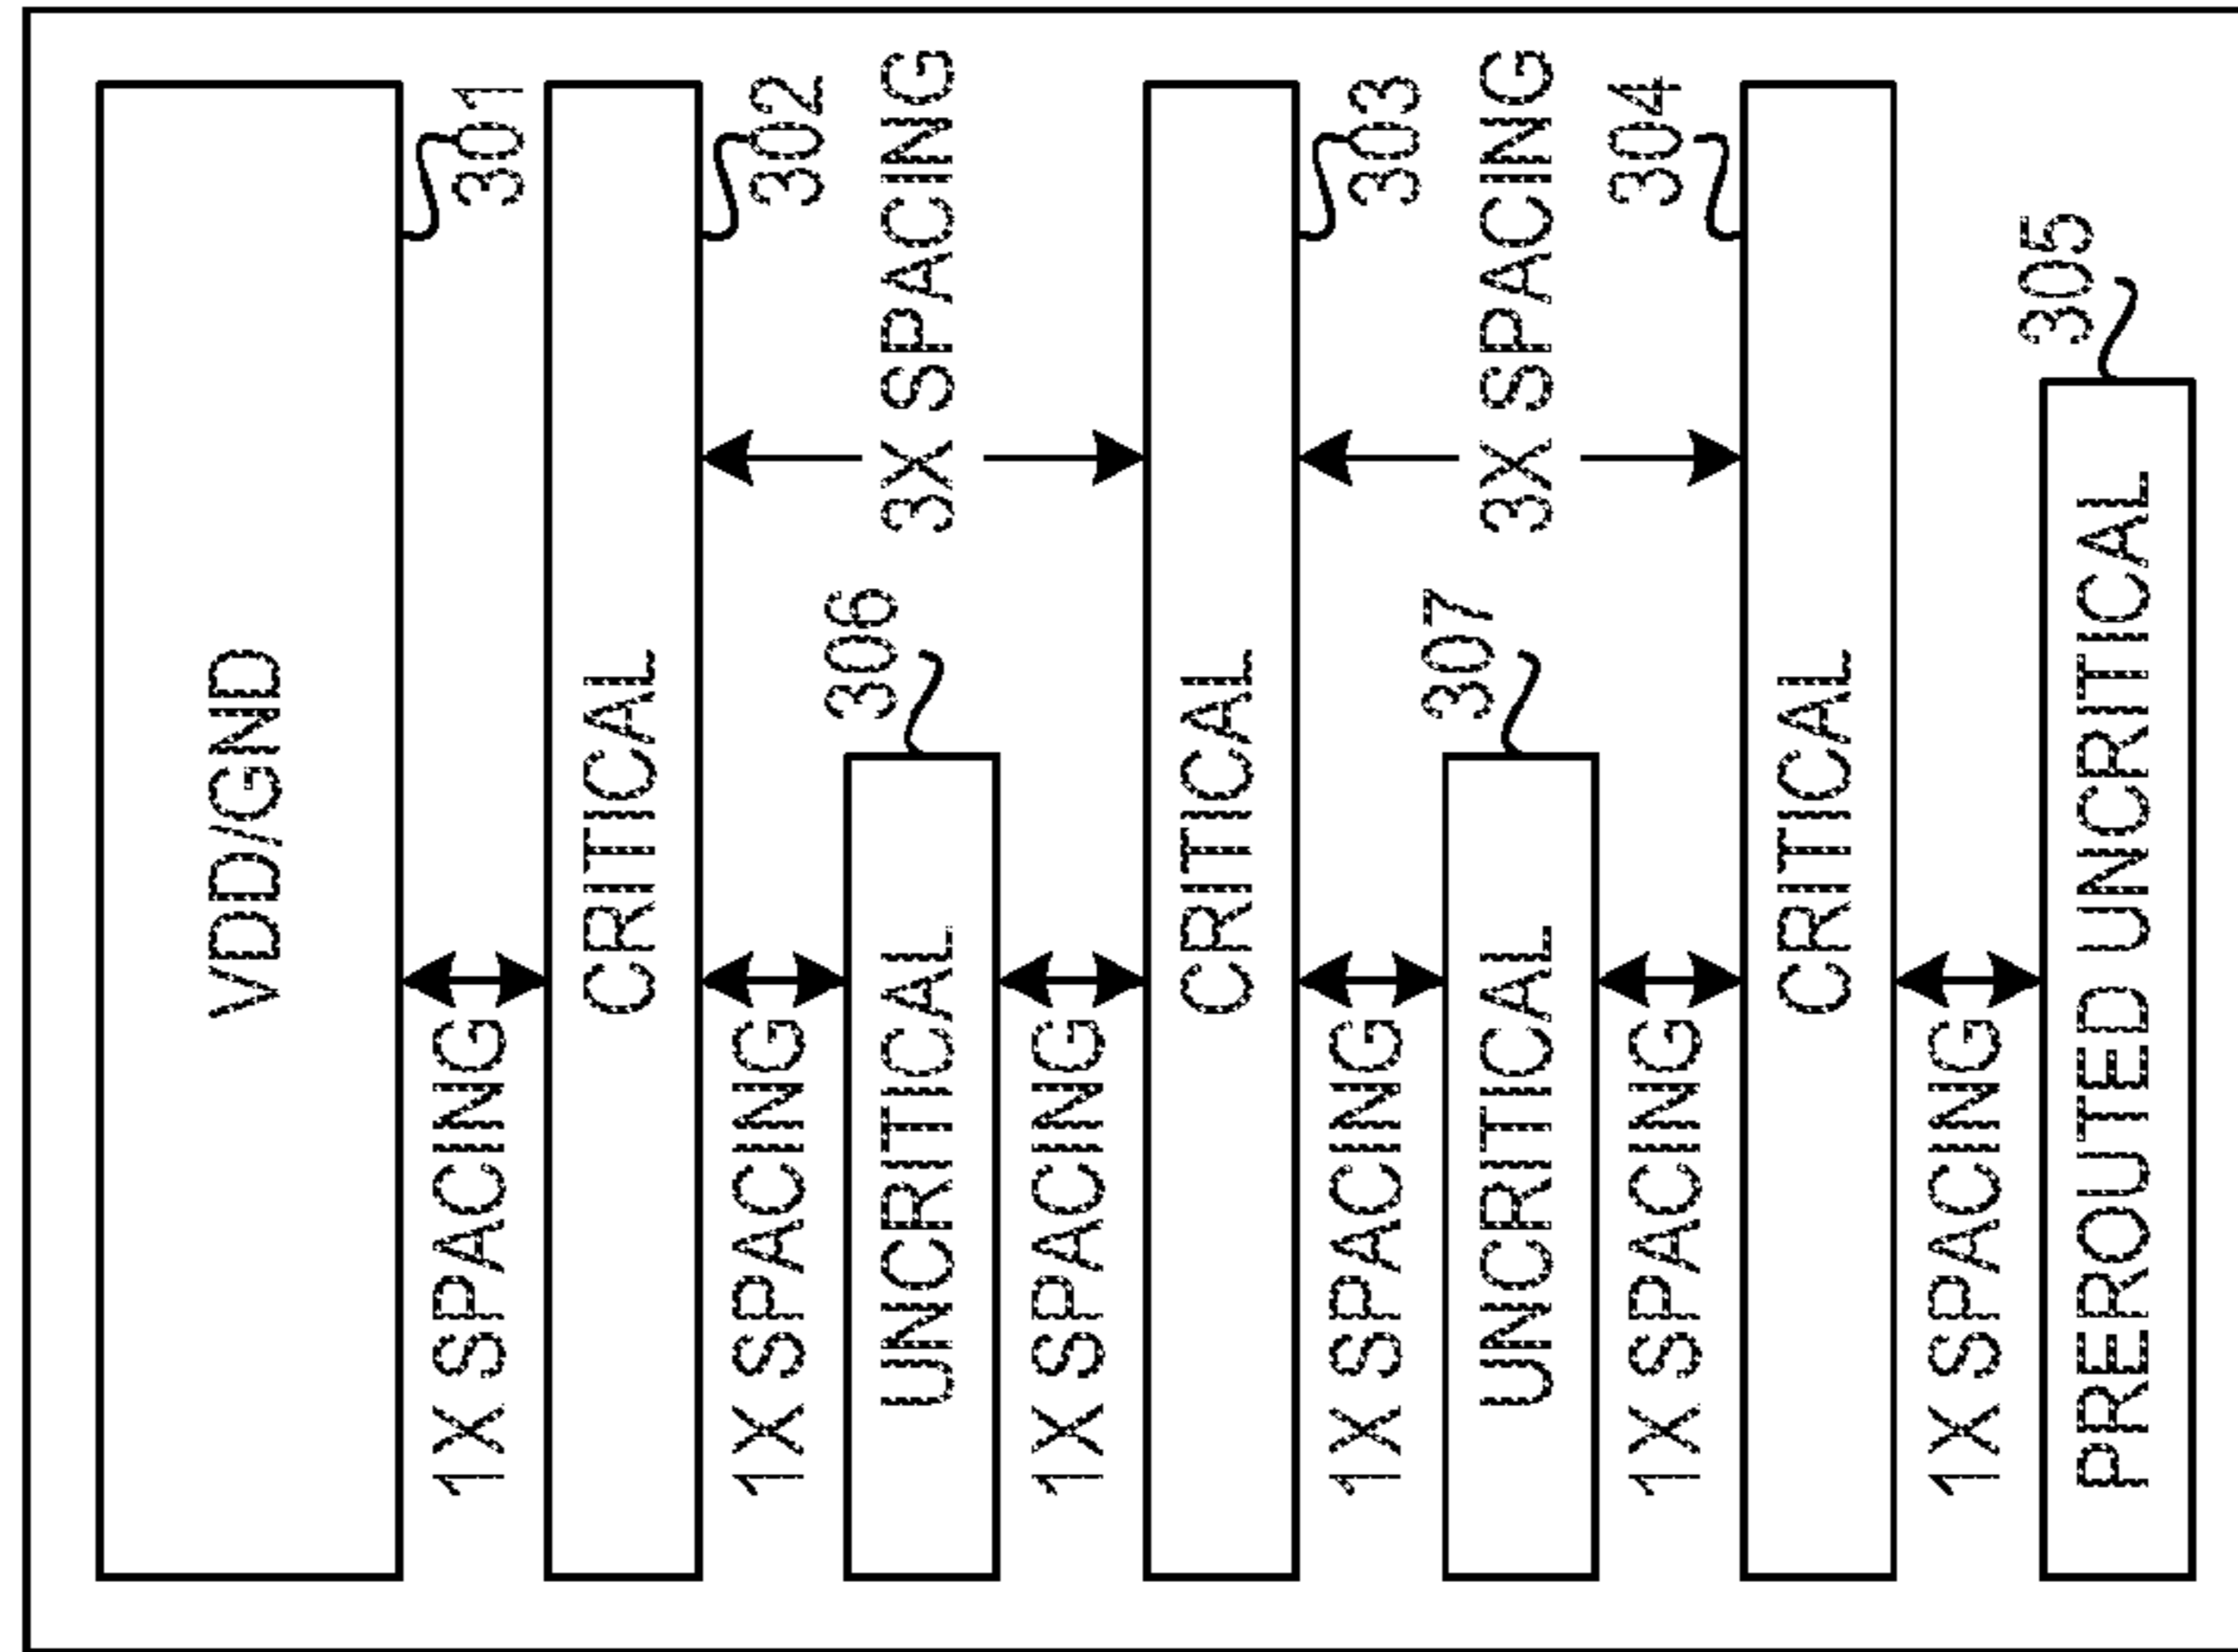 VDD/GND
301
1X SPACING
CRITICAL
302
1X SPACING
3X SPACING
306
UNCRITICAL
1X SPACING
CRITICAL
303
1X SPACING
3X SPACING
307
UNCRITICAL
1X SPACING
304
CRITICAL
1X SPACING
305
PREROUTED UNCRITICAL